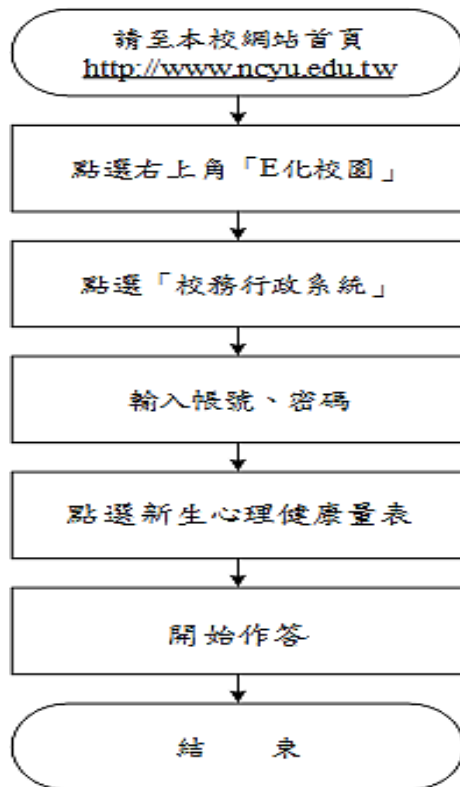 請至本校網站首頁
http://www.ncyu.edu.tw
點選右上角「E化校園」
點選「校務行政系統」
輸入帳號、密碼
點選新生心理健康量表
開始作答
結 束